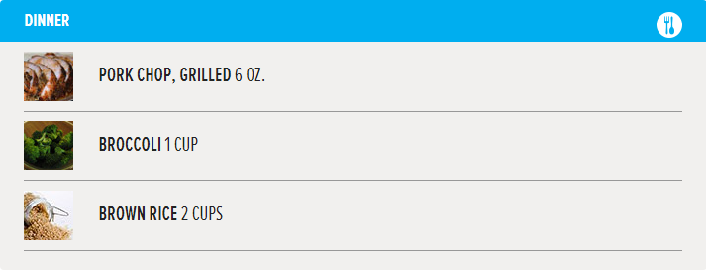 DINNER
PORK CHOP, GRILLED 6 OZ.
BROCCOLI 1 CUP
BROWN RICE 2 CUPS